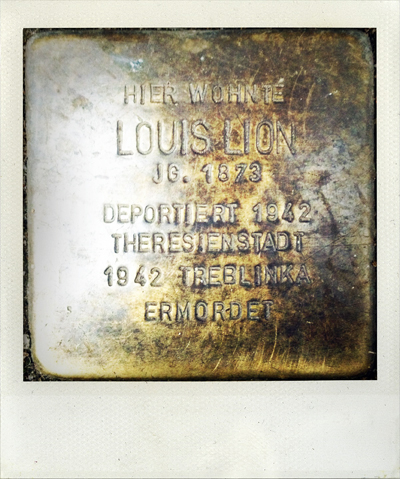 HIER WOHNTE
LOUIS LION
JG. 1873
DEPORTIERT 1942
THERESIENSTADT
1942 TREBLINKA
ERMORDET